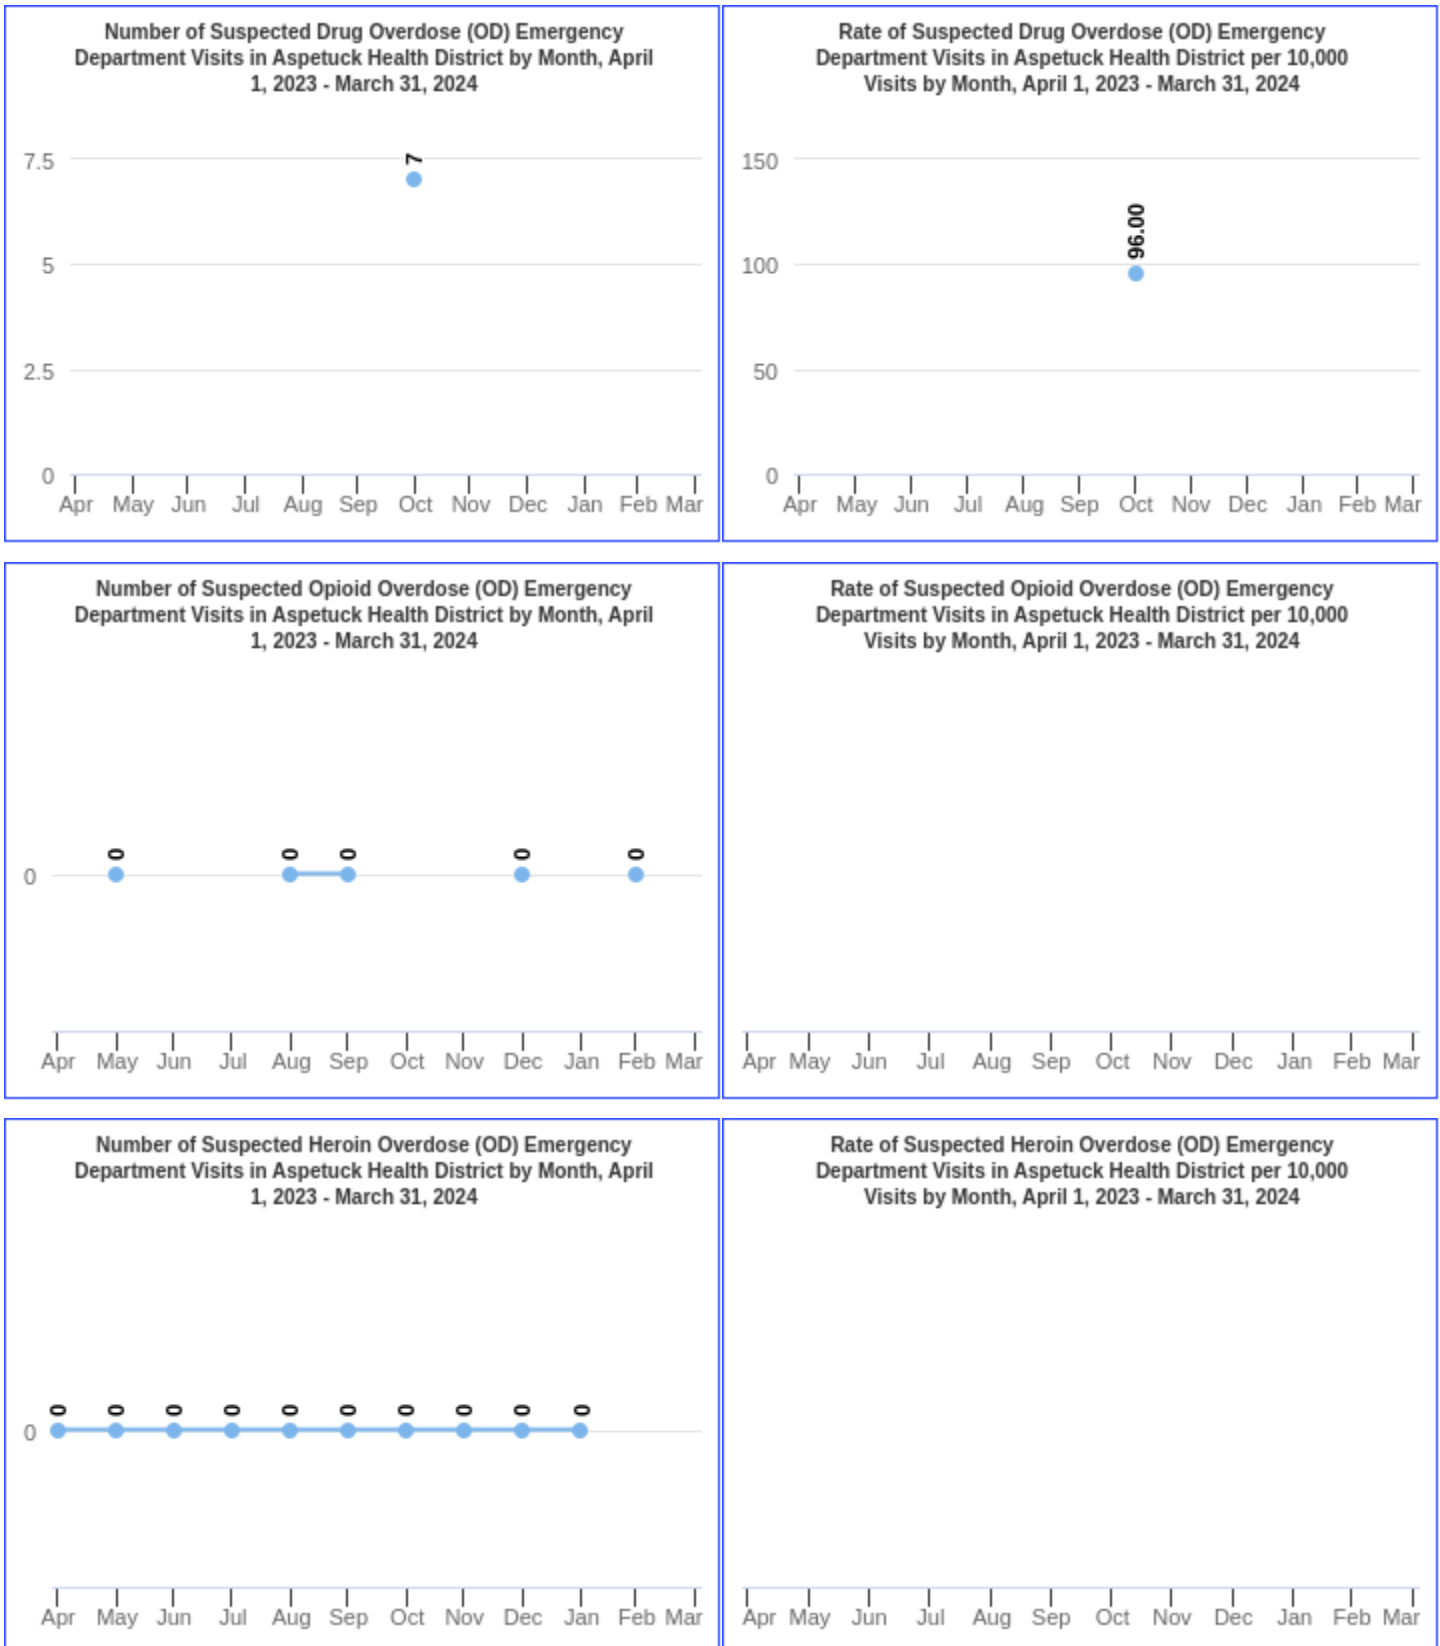 Number of Suspected Drug Overdose (OD) Emergency
Department Visits in Aspetuck Health District by Month, April
1, 2023 - March 31, 2024
7.5
7
5
2.5
0
Apr May Jun Jul Aug Sep Oct Nov Dec Jan Feb Mar
Rate of Suspected Drug Overdose (OD) Emergency
Department Visits in Aspetuck Health District per 10,000
Visits by Month, April 1, 2023 - March 31, 2024
150
96.00
100
50
0
Apr May Jun Jul Aug Sep Oct Nov Dec Jan Feb Mar
Number of Suspected Opioid Overdose (OD) Emergency
Department Visits in Aspetuck Health District by Month, April
1, 2023 - March 31, 2024
0 0 0 0 0
0
Apr May Jun Jul Aug Sep Oct Nov Dec Jan Feb Mar
Rate of Suspected Opioid Overdose (OD) Emergency
Department Visits in Aspetuck Health District per 10,000
Visits by Month, April 1, 2023 - March 31, 2024
Apr May Jun Jul Aug Sep Oct Nov Dec Jan Feb Mar
Number of Suspected Heroin Overdose (OD) Emergency
Department Visits in Aspetuck Health District by Month, April
1, 2023 - March 31, 2024
0 0 0 0 0 0 0 0 0 0
0
Apr May Jun Jul Aug Sep Oct Nov Dec Jan Feb Mar
Rate of Suspected Heroin Overdose (OD) Emergency
Department Visits in Aspetuck Health District per 10,000
Visits by Month, April 1, 2023 - March 31, 2024
Apr May Jun Jul Aug Sep Oct Nov Dec Jan Feb Mar